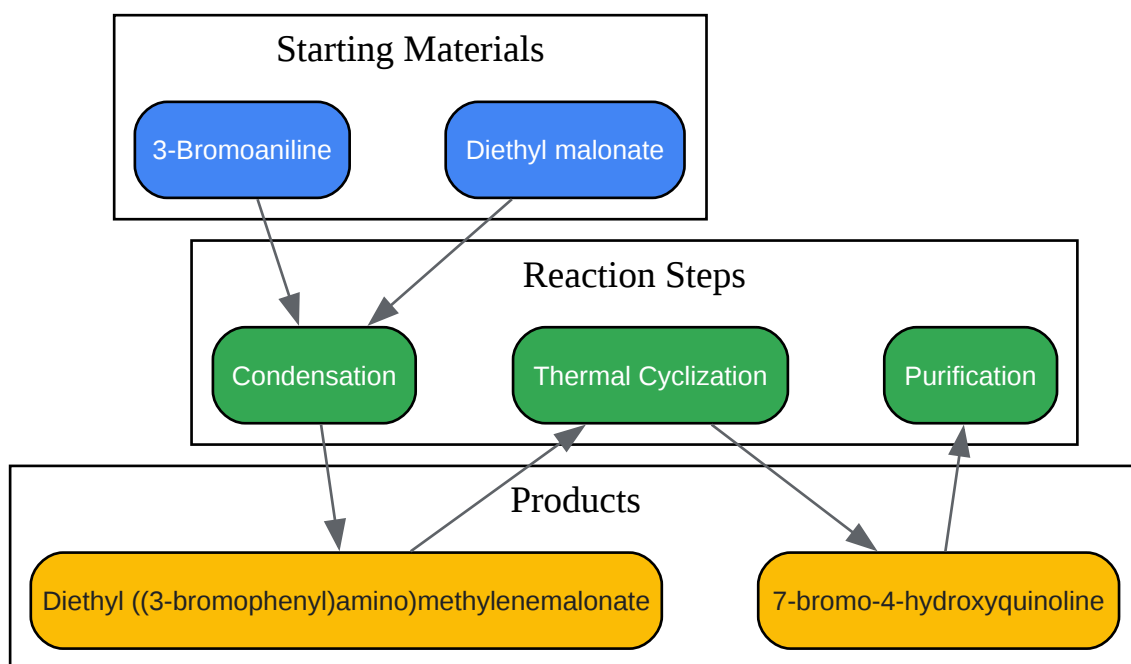 Starting Materials
3-Bromoaniline
Diethyl malonate
Reaction Steps
Condensation
Thermal Cyclization
Purification
Products
Diethyl ((3-bromophenyl)amino)methylenemalonate
7-bromo-4-hydroxyquinoline